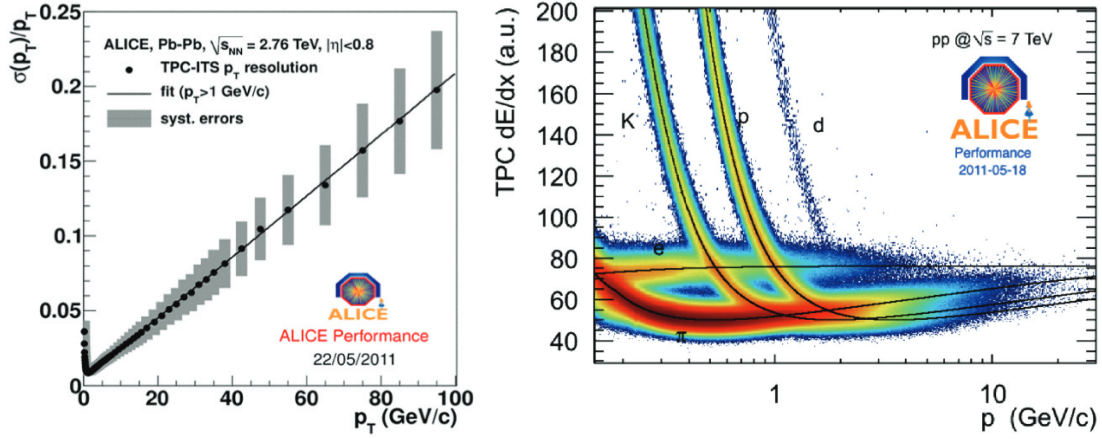 σ(p_T)/p_T
0.25
0.2
0.15
0.1
0.05
0
ALICE, Pb-Pb, √s_NN = 2.76 TeV, |η|<0.8
TPC-ITS p_T resolution
fit (p_T>1 GeV/c)
syst. errors
ALICE
ALICE Performance
22/05/2011
0 20 40 60 80 100
p_T (GeV/c)
TPC dE/dx (a.u.)
200
180
160
140
120
100
80
60
40
pp @ √s = 7 TeV
ALICE
Performance
2011-05-18
K
p
d
e
π
1 10
p (GeV/c)